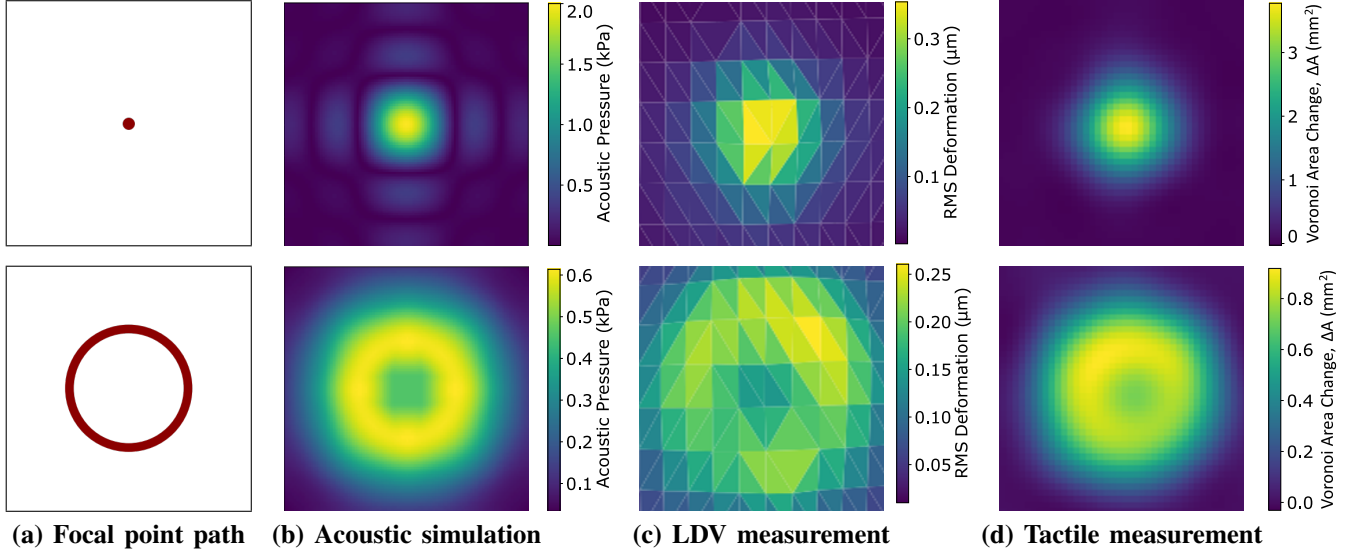 2.0
1.5
1.0
0.5
0.0
Acoustic Pressure (kPa)
0.3
0.2
0.1
RMS Deformation (μm)
3
2
1
0
Voronoi Area Change, ΔA (mm²)
0.6
0.5
0.4
0.3
0.2
0.1
Acoustic Pressure (kPa)
0.25
0.20
0.15
0.10
0.05
RMS Deformation (μm)
0.8
0.6
0.4
0.2
0.0
Voronoi Area Change, ΔA (mm²)
(a) Focal point path
(b) Acoustic simulation
(c) LDV measurement
(d) Tactile measurement